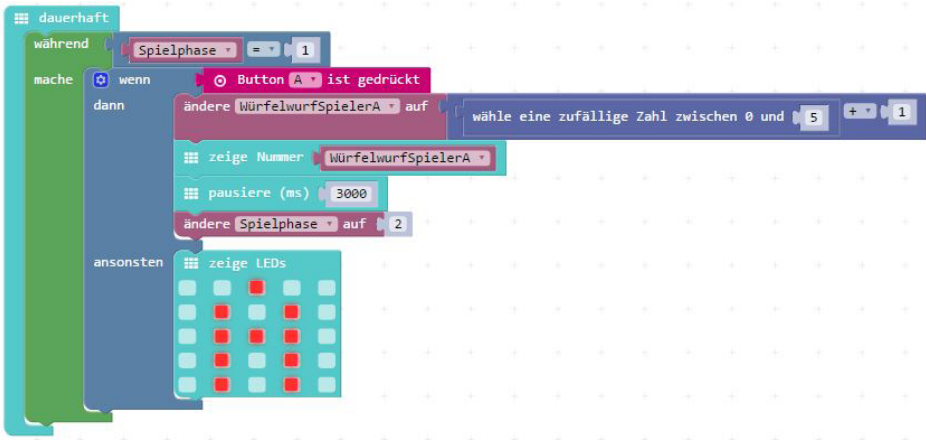 dauerhaft
während Spielphase = 1
mache wenn Button A ist gedrückt
dann ändere WürfelwurfSpielerA auf wähle eine zufällige Zahl zwischen 0 und 5 + 1
zeige Nummer WürfelwurfSpielerA
pausiere (ms) 3000
ändere Spielphase auf 2
ansonsten zeige LEDs